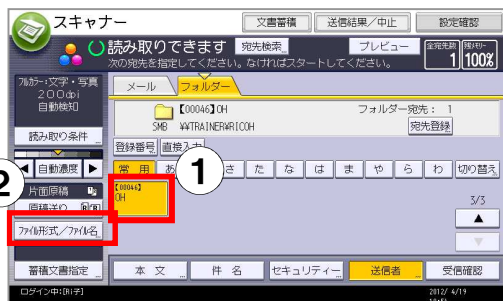 スキャナー
文書蓄積
送信結果／中止
設定確認
読み取りできます
宛先検索
プレビュー
全宛先数
1
残メモリー
100%
次の宛先を指定してください。なければスタートしてください。
フルカラー:文字・写真
200dpi
自動検知
読み取り条件
自動濃度
片面原稿
原稿送り
ファイル形式／ファイル名
蓄積文書指定
メール
フォルダー
【00046】OH
フォルダー宛先： 1
SMB ¥¥TRAINER¥RICOH
宛先登録
登録番号
直接入力
常用
あ
さ
た
な
は
ま
や
ら
わ
切り替え
1
2
【00046】
OH
3/3
本文
件名
セキュリティー
送信者
受信確認
ログイン中:[RI子]
2012/ 4/19